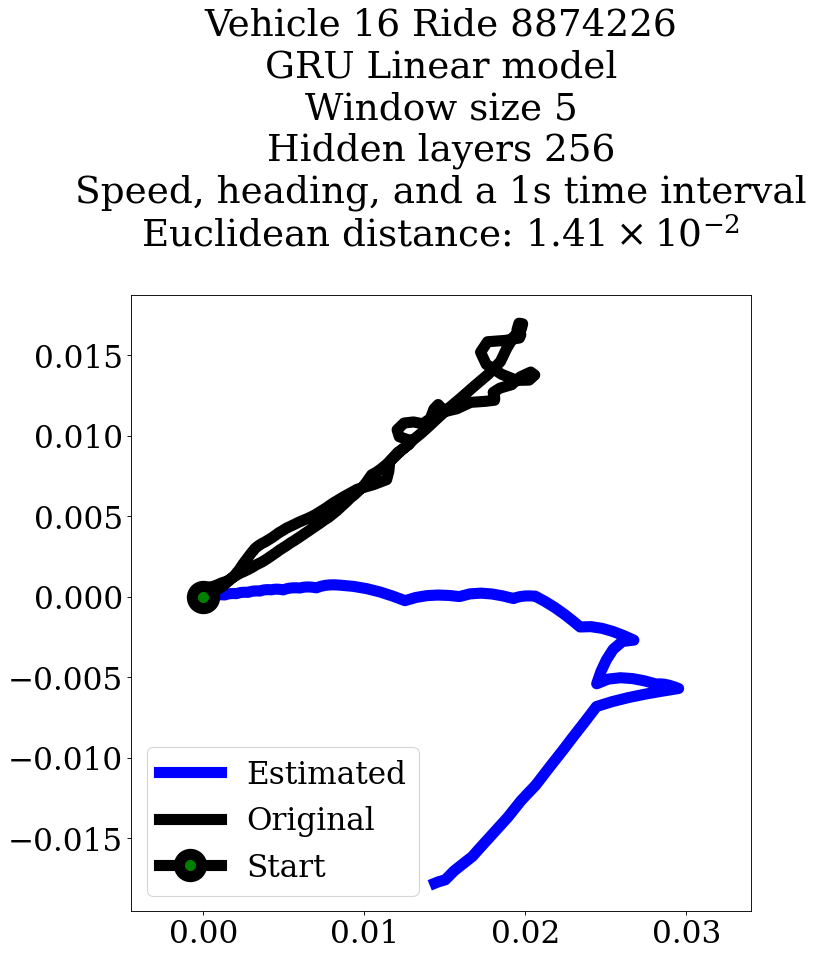 Vehicle 16 Ride 8874226
GRU Linear model
Window size 5
Hidden layers 256
Speed, heading, and a 1s time interval
Euclidean distance: 1.41 × 10⁻²
0.015
0.010
0.005
0.000
−0.005
−0.010
−0.015
Estimated
Original
Start
0.00 0.01 0.02 0.03